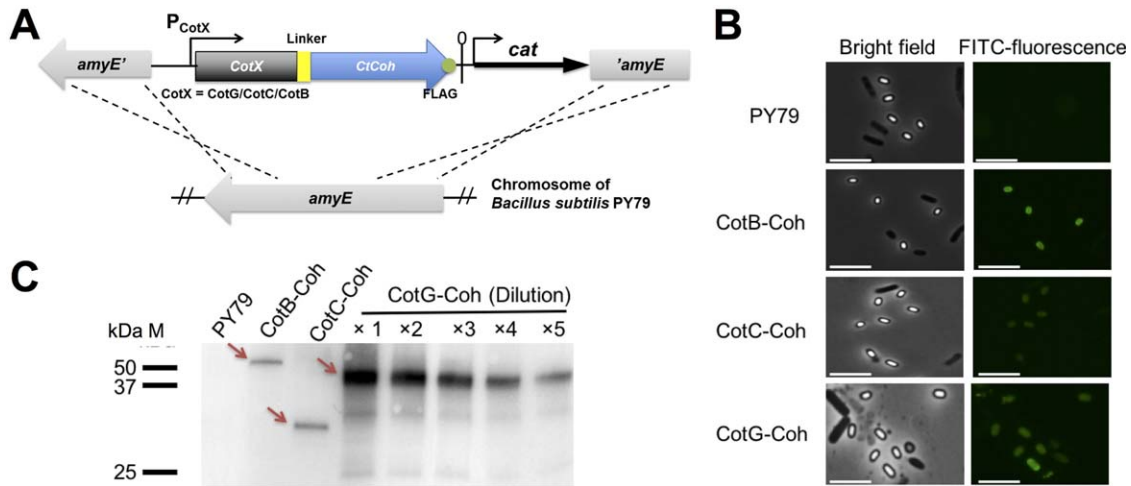 A
P CotX
Linker
amyE'
CotX
CtCoh
cat
'amyE
CotX = CotG/CotC/CotB
FLAG
amyE
Chromosome of
Bacillus subtilis PY79
B
Bright field FITC-fluorescence
PY79
CotB-Coh
CotC-Coh
CotG-Coh
C
PY79
CotB-Coh
CotC-Coh
CotG-Coh (Dilution)
kDa M
× 1 ×2 ×3 ×4 ×5
50
37
25